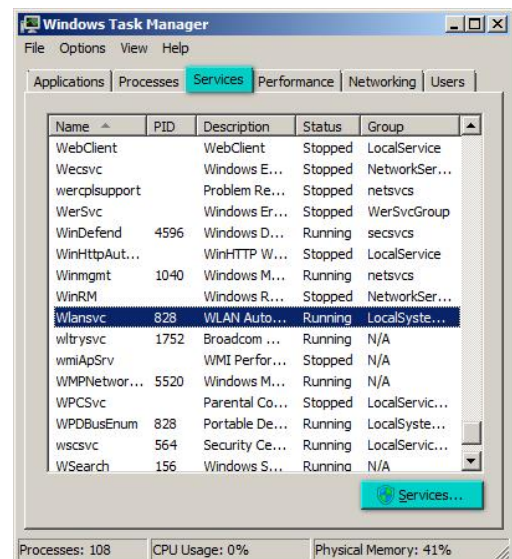 Windows Task Manager
File Options View Help
Applications Processes Services Performance Networking Users
Name PID Description Status Group
WebClient WebClient Stopped LocalService
Wecsvc Windows E... Stopped NetworkSer...
wercplsupport Problem Re... Stopped netsvcs
WerSvc Windows Er... Stopped WerSvcGroup
WinDefend 4596 Windows D... Running secsvcs
WinHttpAut... WinHTTP W... Stopped LocalService
Winmgmt 1040 Windows M... Running netsvcs
WinRM Windows R... Stopped NetworkSer...
Wlansvc 828 WLAN Auto... Running LocalSyste...
wltrysvc 1752 Broadcom ... Running N/A
wmiApSrv WMI Perfor... Stopped N/A
WMPNetwor... 5520 Windows M... Running N/A
WPCSvc Parental Co... Stopped LocalServic...
WPDBusEnum 828 Portable De... Running LocalSyste...
wscsvc 564 Security Ce... Running LocalServic...
WSearch 156 Windows S... Running N/A
Services...
Processes: 108 CPU Usage: 0% Physical Memory: 41%